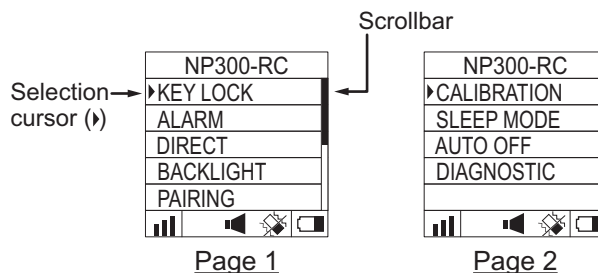 Scrollbar
Selection
cursor (▸)
NP300-RC
▸KEY LOCK
ALARM
DIRECT
BACKLIGHT
PAIRING
Page 1
NP300-RC
▸CALIBRATION
SLEEP MODE
AUTO OFF
DIAGNOSTIC
Page 2